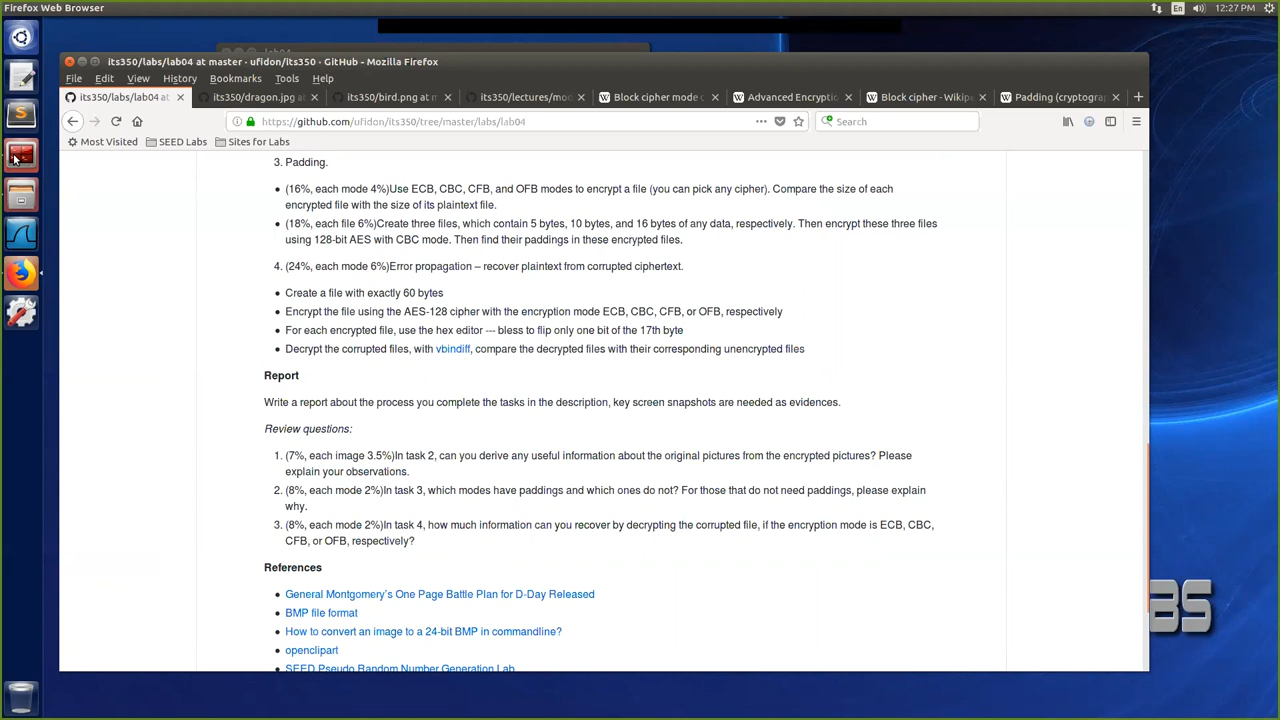 Firefox Web Browser
En
12:27 PM
its350/labs/lab04 at master · ufidon/its350 · GitHub - Mozilla Firefox
File Edit View History Bookmarks Tools Help
its350/labs/lab04 at
its350/dragon.jpg at
its350/bird.png at m
its350/lectures/mo
Block cipher mode
Advanced Encryptio
Block cipher - Wikipe
Padding (cryptogra
https://github.com/ufidon/its350/tree/master/labs/lab04
Search
Most Visited SEED Labs Sites for Labs
3. Padding.
• (16%, each mode 4%)Use ECB, CBC, CFB, and OFB modes to encrypt a file (you can pick any cipher). Compare the size of each
encrypted file with the size of its plaintext file.
• (18%, each file 6%)Create three files, which contain 5 bytes, 10 bytes, and 16 bytes of any data, respectively. Then encrypt these three files
using 128-bit AES with CBC mode. Then find their paddings in these encrypted files.
4. (24%, each mode 6%)Error propagation – recover plaintext from corrupted ciphertext.
• Create a file with exactly 60 bytes
• Encrypt the file using the AES-128 cipher with the encryption mode ECB, CBC, CFB, or OFB, respectively
• For each encrypted file, use the hex editor --- bless to flip only one bit of the 17th byte
• Decrypt the corrupted files, with vbindiff, compare the decrypted files with their corresponding unencrypted files
Report
Write a report about the process you complete the tasks in the description, key screen snapshots are needed as evidences.
Review questions:
1. (7%, each image 3.5%)In task 2, can you derive any useful information about the original pictures from the encrypted pictures? Please
explain your observations.
2. (8%, each mode 2%)In task 3, which modes have paddings and which ones do not? For those that do not need paddings, please explain
why.
3. (8%, each mode 2%)In task 4, how much information can you recover by decrypting the corrupted file, if the encryption mode is ECB, CBC,
CFB, or OFB, respectively?
References
• General Montgomery's One Page Battle Plan for D-Day Released
• BMP file format
• How to convert an image to a 24-bit BMP in commandline?
• openclipart
• SEED Pseudo Random Number Generation Lab